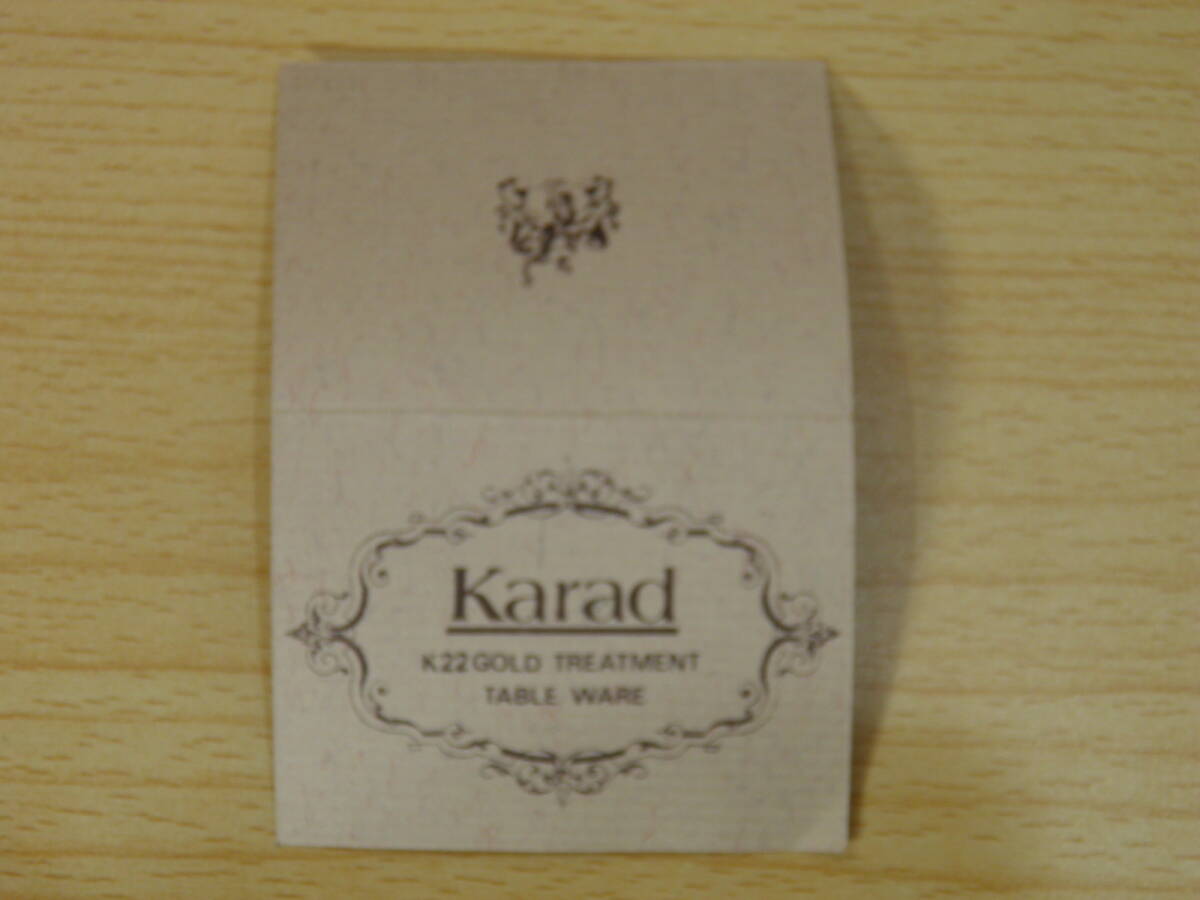 Karad
K22 GOLD TREATMENT
TABLE WARE